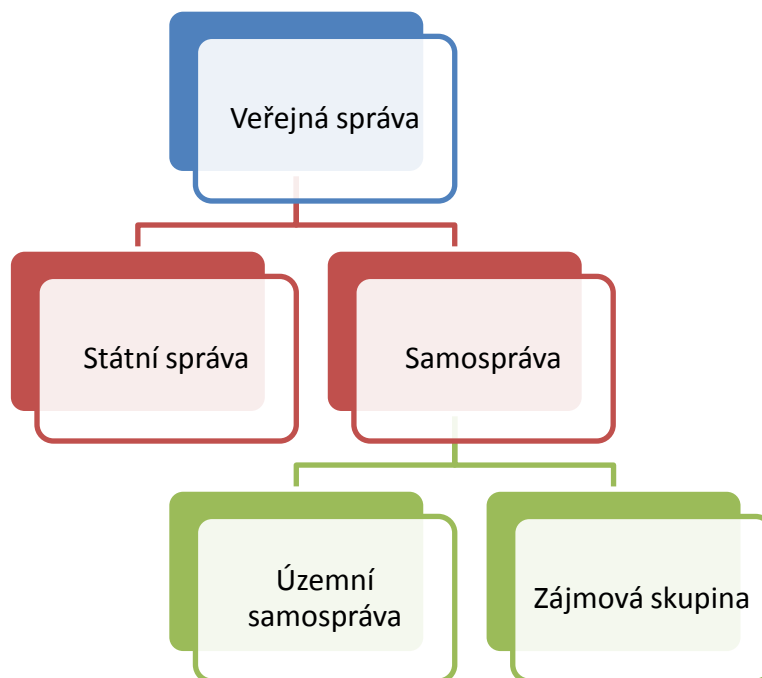 Veřejná správa
Státní správa
Samospráva
Územní
samospráva
Zájmová skupina